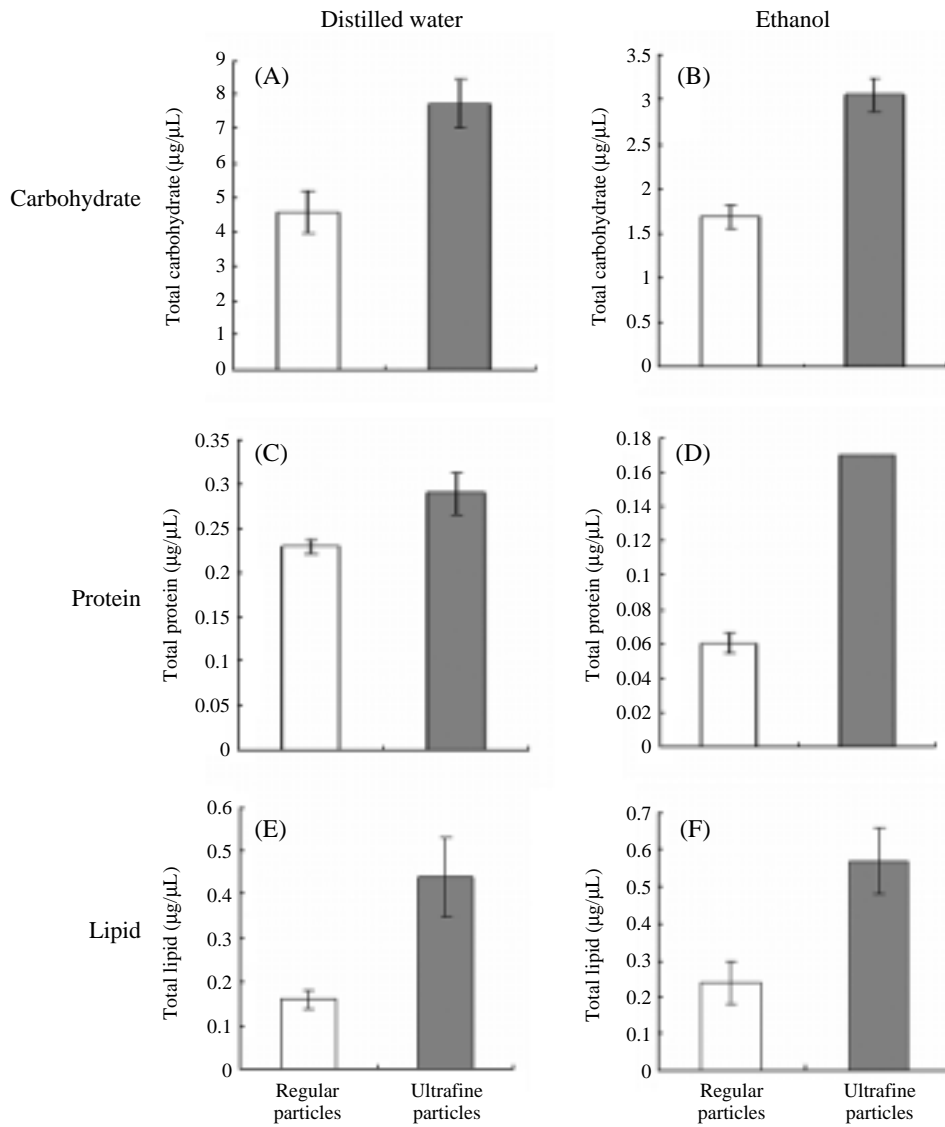 Distilled water
Ethanol
Carbohydrate
(A)
Total carbohydrate (µg/µL)
9
8
7
6
5
4
3
2
1
0
(B)
Total carbohydrate (µg/µL)
3.5
3
2.5
2
1.5
1
0.5
0
Protein
(C)
Total protein (µg/µL)
0.35
0.3
0.25
0.2
0.15
0.1
0.05
0
(D)
Total protein (µg/µL)
0.18
0.16
0.14
0.12
0.1
0.08
0.06
0.04
0.02
0
Lipid
(E)
Total lipid (µg/µL)
0.6
0.5
0.4
0.3
0.2
0.1
0
Regular
particles
Ultrafine
particles
(F)
Total lipid (µg/µL)
0.7
0.6
0.5
0.4
0.3
0.2
0.1
0
Regular
particles
Ultrafine
particles